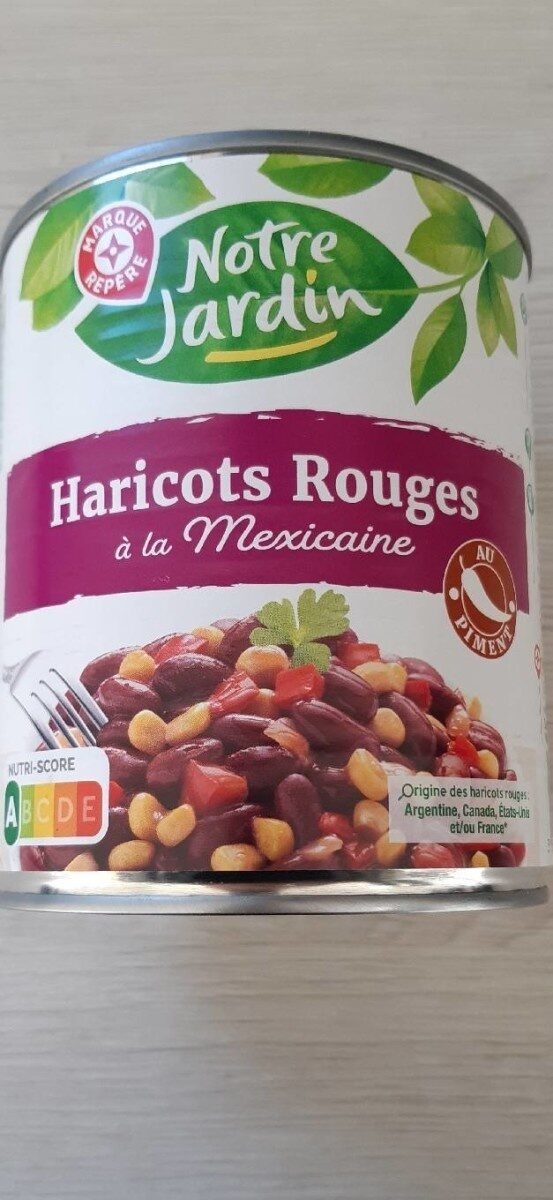 MARQUE
REPÈRE
Notre
Jardin
Haricots Rouges
à la Mexicaine
AU
PIMENT
NUTRI-SCORE
A B C D E
Origine des haricots rouges :
Argentine, Canada, États-Unis
et/ou France*